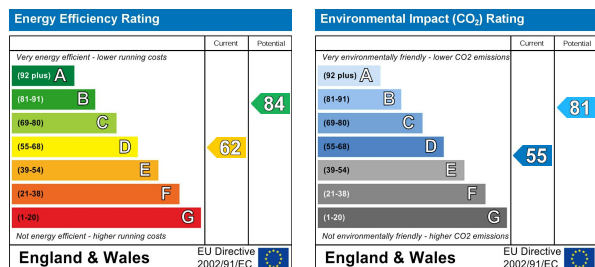 Energy Efficiency Rating
Current Potential
Very energy efficient - lower running costs
(92 plus) A
(81-91) B
84
(69-80) C
(55-68) D
62
(39-54) E
(21-38) F
(1-20) G
Not energy efficient - higher running costs
England & Wales
EU Directive
2002/91/EC
Environmental Impact (CO2) Rating
Current Potential
Very environmentally friendly - lower CO2 emissions
(92 plus) A
(81-91) B
81
(69-80) C
(55-68) D
55
(39-54) E
(21-38) F
(1-20) G
Not environmentally friendly - higher CO2 emissions
England & Wales
EU Directive
2002/91/EC